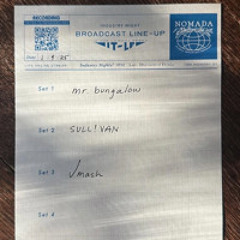 RECORDING
INDUSTRY NIGHT
BROADCAST LINE-UP
NOMADA
Date 1-9-25
Set 1 mr. bungalow
Set 2 SULL!VAN
Set 3 Jmash
Set 4